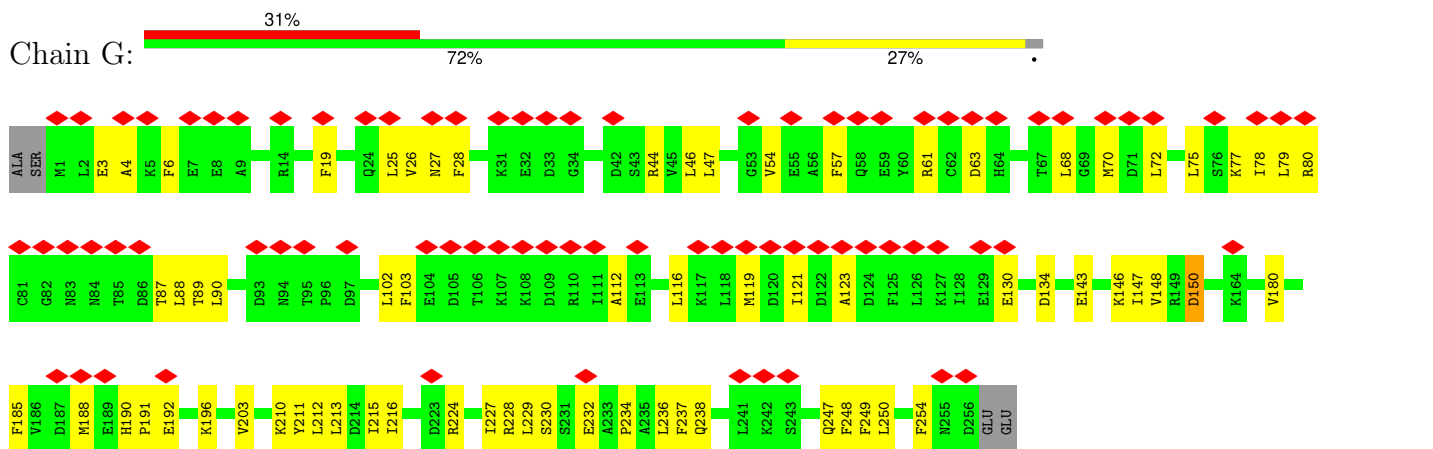 31%
Chain G:
72% 27% •
ALA SER M1 L2 E3 A4 K5 F6 E7 E8 A9 R14 F19 Q24 L25 V26 N27 F28 K31 E32 D33 G34 D42 S43 R44 V45 L46 L47 G53 V54 E55 A56 F57 Q58 E59 Y60 R61 C62 D63 H64 T67 L68 G69 M70 D71 L72 L75 S76 K77 I78 L79 R80
C81 G82 N83 N84 T85 D86 T87 L88 T89 L90 D93 N94 T95 P96 D97 L102 F103 E104 D105 T106 K107 K108 D109 R110 I111 A112 E113 L116 K117 L118 M119 D120 I121 D122 A123 D124 F125 L126 K127 I128 E129 E130 D134 E143 K146 I147 V148 R149 D150 K164 V180
F185 V186 D187 M188 E189 H190 P191 E192 K196 V203 K210 Y211 L212 L213 D214 I215 I216 D223 R224 I227 R228 L229 S230 S231 E232 A233 P234 A235 L236 F237 Q238 L241 K242 S243 Q247 F248 F249 L250 F254 N255 D256 GLU GLU